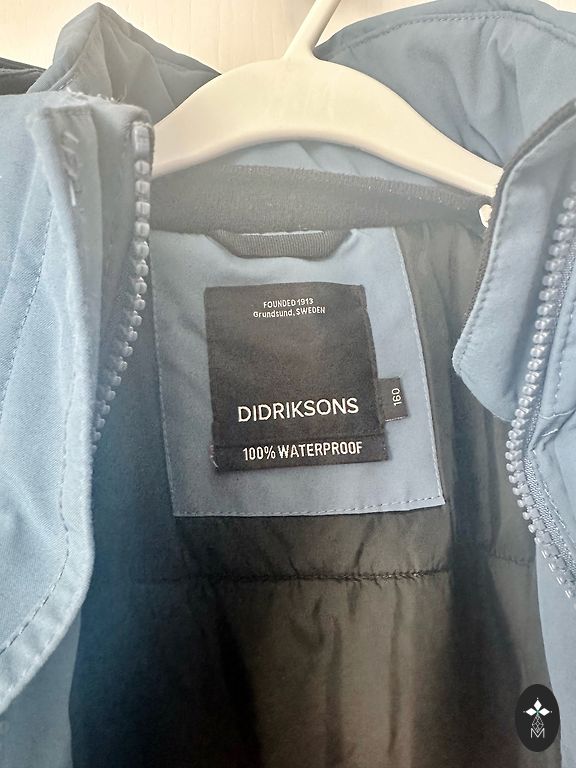 FOUNDED 1913
Grundsund, SWEDEN
DIDRIKSONS
160
100% WATERPROOF